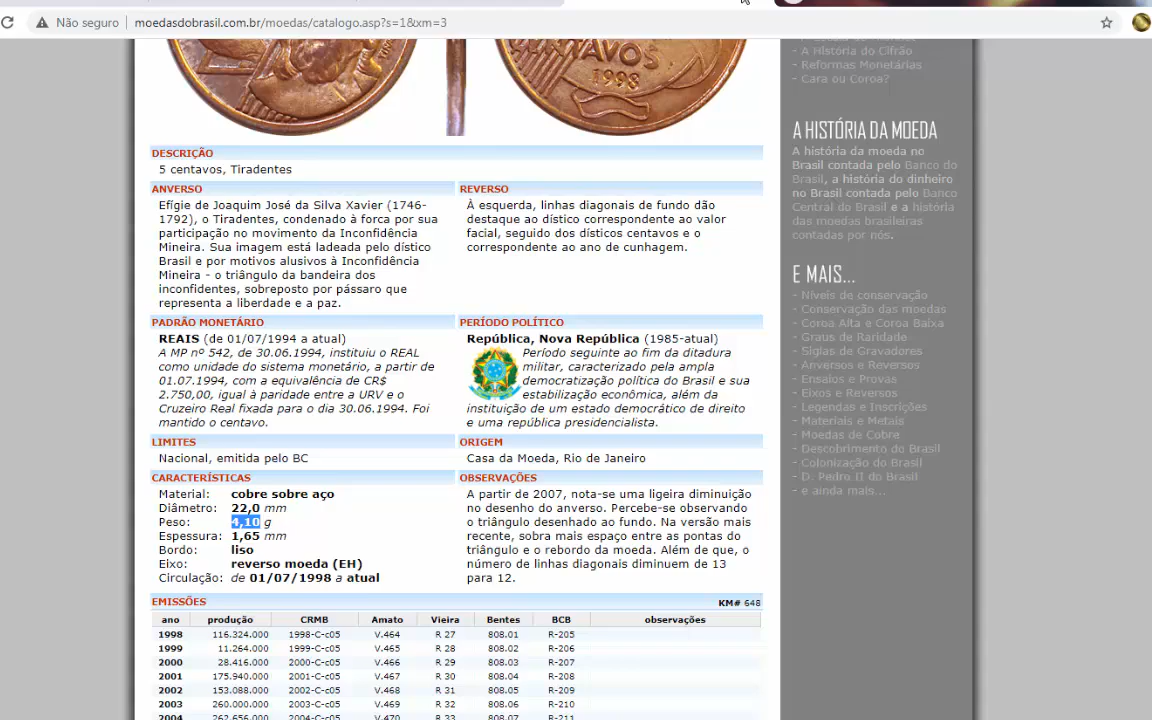 Não seguro
moedasdobrasil.com.br/moedas/catalogo.asp?s=1&xm=3
CENTAVOS
1998
- A História do Cifrão
- Reformas Monetárias
- Cara ou Coroa?
A HISTÓRIA DA MOEDA
A história da moeda no
Brasil contada pelo Banco do
Brasil, a história do dinheiro
no Brasil contada pelo Banco
Central do Brasil e a história
das moedas brasileiras
contadas por nós.
E MAIS...
- Níveis de conservação
- Conservação das moedas
- Coroa Alta e Coroa Baixa
- Graus de Raridade
- Siglas de Gravadores
- Anversos e Reversos
- Ensaios e Provas
- Eixos e Reversos
- Legendas e Inscrições
- Materiais e Metais
- Moedas de Cobre
- Descobrimento do Brasil
- Colonização do Brasil
- D. Pedro II do Brasil
- e ainda mais...
DESCRIÇÃO
5 centavos, Tiradentes
ANVERSO
Efígie de Joaquim José da Silva Xavier (1746-
1792), o Tiradentes, condenado à forca por sua
participação no movimento da Inconfidência
Mineira. Sua imagem está ladeada pelo dístico
Brasil e por motivos alusivos à Inconfidência
Mineira - o triângulo da bandeira dos
inconfidentes, sobreposto por pássaro que
representa a liberdade e a paz.
REVERSO
À esquerda, linhas diagonais de fundo dão
destaque ao dístico correspondente ao valor
facial, seguido dos dísticos centavos e o
correspondente ao ano de cunhagem.
PADRÃO MONETÁRIO
REAIS (de 01/07/1994 a atual)
A MP nº 542, de 30.06.1994, instituiu o REAL
como unidade do sistema monetário, a partir de
01.07.1994, com a equivalência de CR$
2.750,00, igual à paridade entre a URV e o
Cruzeiro Real fixada para o dia 30.06.1994. Foi
mantido o centavo.
PERÍODO POLÍTICO
República, Nova República (1985-atual)
Período seguinte ao fim da ditadura
militar, caracterizado pela ampla
democratização política do Brasil e sua
estabilização econômica, além da
instituição de um estado democrático de direito
e uma república presidencialista.
LIMITES
Nacional, emitida pelo BC
ORIGEM
Casa da Moeda, Rio de Janeiro
CARACTERÍSTICAS
Material: cobre sobre aço
Diâmetro: 22,0 mm
Peso: 4,10 g
Espessura: 1,65 mm
Bordo: liso
Eixo: reverso moeda (EH)
Circulação: de 01/07/1998 a atual
OBSERVAÇÕES
A partir de 2007, nota-se uma ligeira diminuição
no desenho do anverso. Percebe-se observando
o triângulo desenhado ao fundo. Na versão mais
recente, sobra mais espaço entre as pontas do
triângulo e o rebordo da moeda. Além de que, o
número de linhas diagonais diminuem de 13
para 12.
EMISSÕES KM# 648
ano produção CRMB Amato Vieira Bentes BCB observações
1998 116.324.000 1998-C-c05 V.464 R 27 808.01 R-205
1999 11.264.000 1999-C-c05 V.465 R 28 808.02 R-206
2000 28.416.000 2000-C-c05 V.466 R 29 808.03 R-207
2001 175.940.000 2001-C-c05 V.467 R 30 808.04 R-208
2002 153.088.000 2002-C-c05 V.468 R 31 808.05 R-209
2003 260.000.000 2003-C-c05 V.469 R 32 808.06 R-210
2004 262.656.000 2004-C-c05 V.470 R 33 808.07 R-211